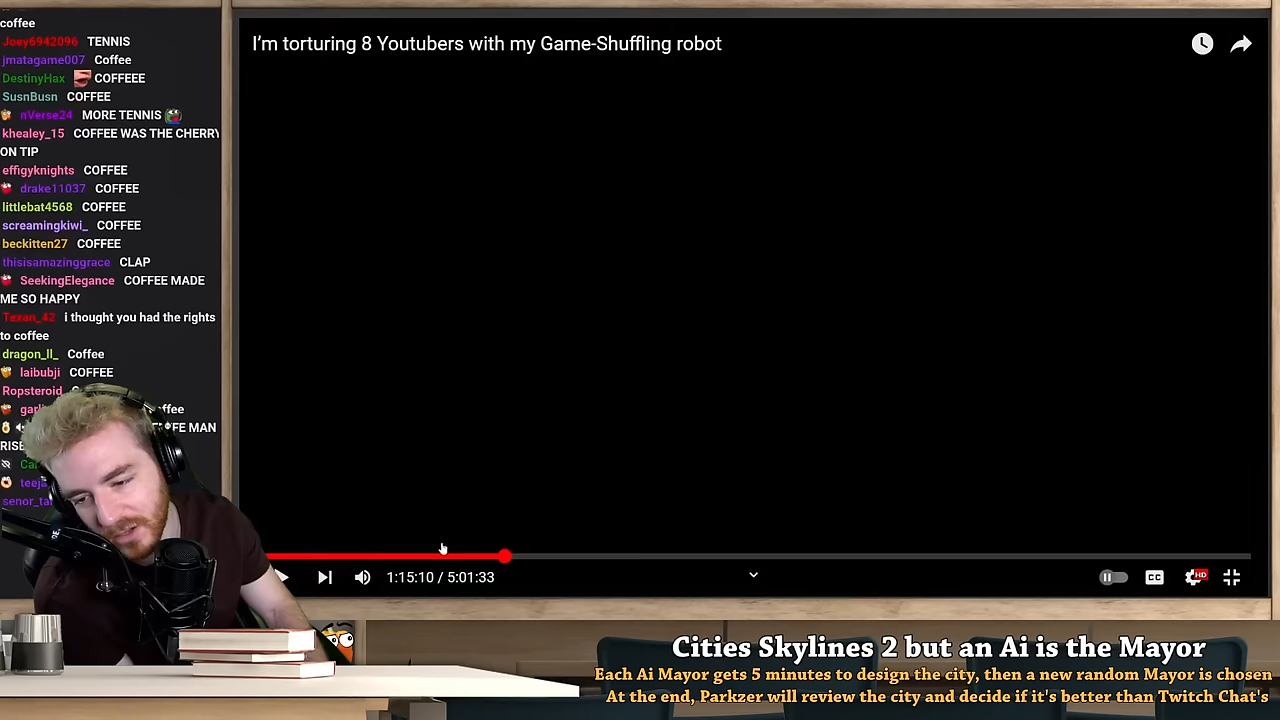 coffee
Joey6942096 TENNIS
jmatagame007 Coffee
DestinyHax COFFEEE
SusnBusn COFFEE
nVerse24 MORE TENNIS
khealey_15 COFFEE WAS THE CHERRY
ON TIP
effigyknights COFFEE
drake11037 COFFEE
littlebat4568 COFFEE
screamingkiwi_ COFFEE
beckitten27 COFFEE
thisisamazinggrace CLAP
SeekingElegance COFFEE MADE
ME SO HAPPY
Texan_42 i thought you had the rights
to coffee
dragon_ll_ Coffee
laibubji COFFEE
Ropsteroid
MAN
I'm torturing 8 Youtubers with my Game-Shuffling robot
1:15:10 / 5:01:33
CC
HD
Cities Skylines 2 but an Ai is the Mayor
Each Ai Mayor gets 5 minutes to design the city, then a new random Mayor is chosen
At the end, Parkzer will review the city and decide if it's better than Twitch Chat's